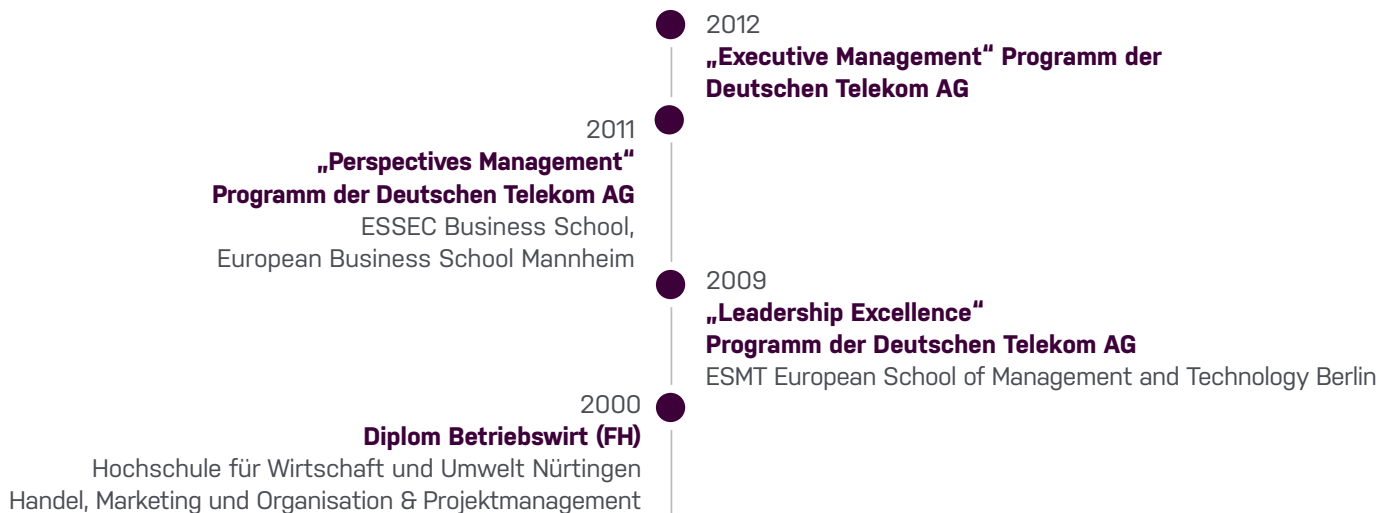 2012
„Executive Management“ Programm der
Deutschen Telekom AG
2011
„Perspectives Management“
Programm der Deutschen Telekom AG
ESSEC Business School,
European Business School Mannheim
2009
„Leadership Excellence“
Programm der Deutschen Telekom AG
ESMT European School of Management and Technology Berlin
2000
Diplom Betriebswirt (FH)
Hochschule für Wirtschaft und Umwelt Nürtingen
Handel, Marketing und Organisation & Projektmanagement